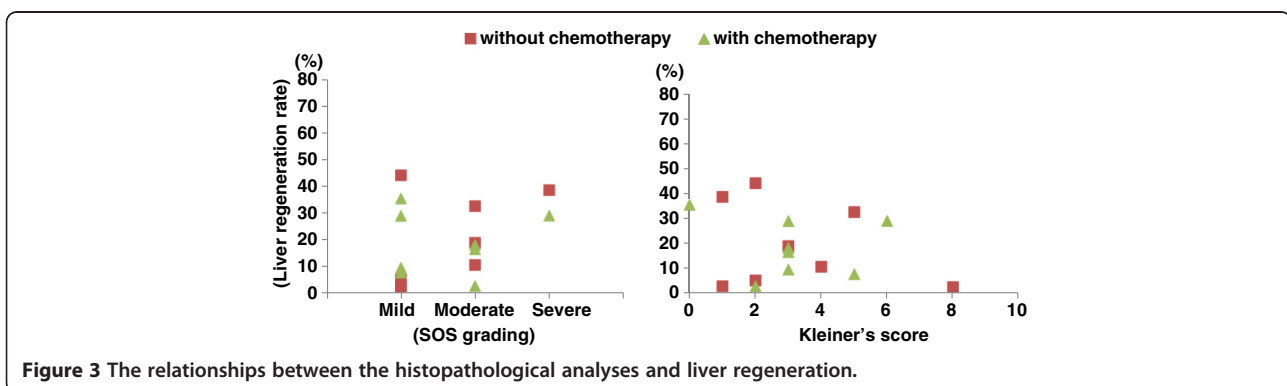 without chemotherapy with chemotherapy
(%)
(Liver regeneration rate)
80
70
60
50
40
30
20
10
0
Mild Moderate Severe
(SOS grading)
(%)
80
70
60
50
40
30
20
10
0
0 2 4 6 8 10
Kleiner's score
Figure 3 The relationships between the histopathological analyses and liver regeneration.